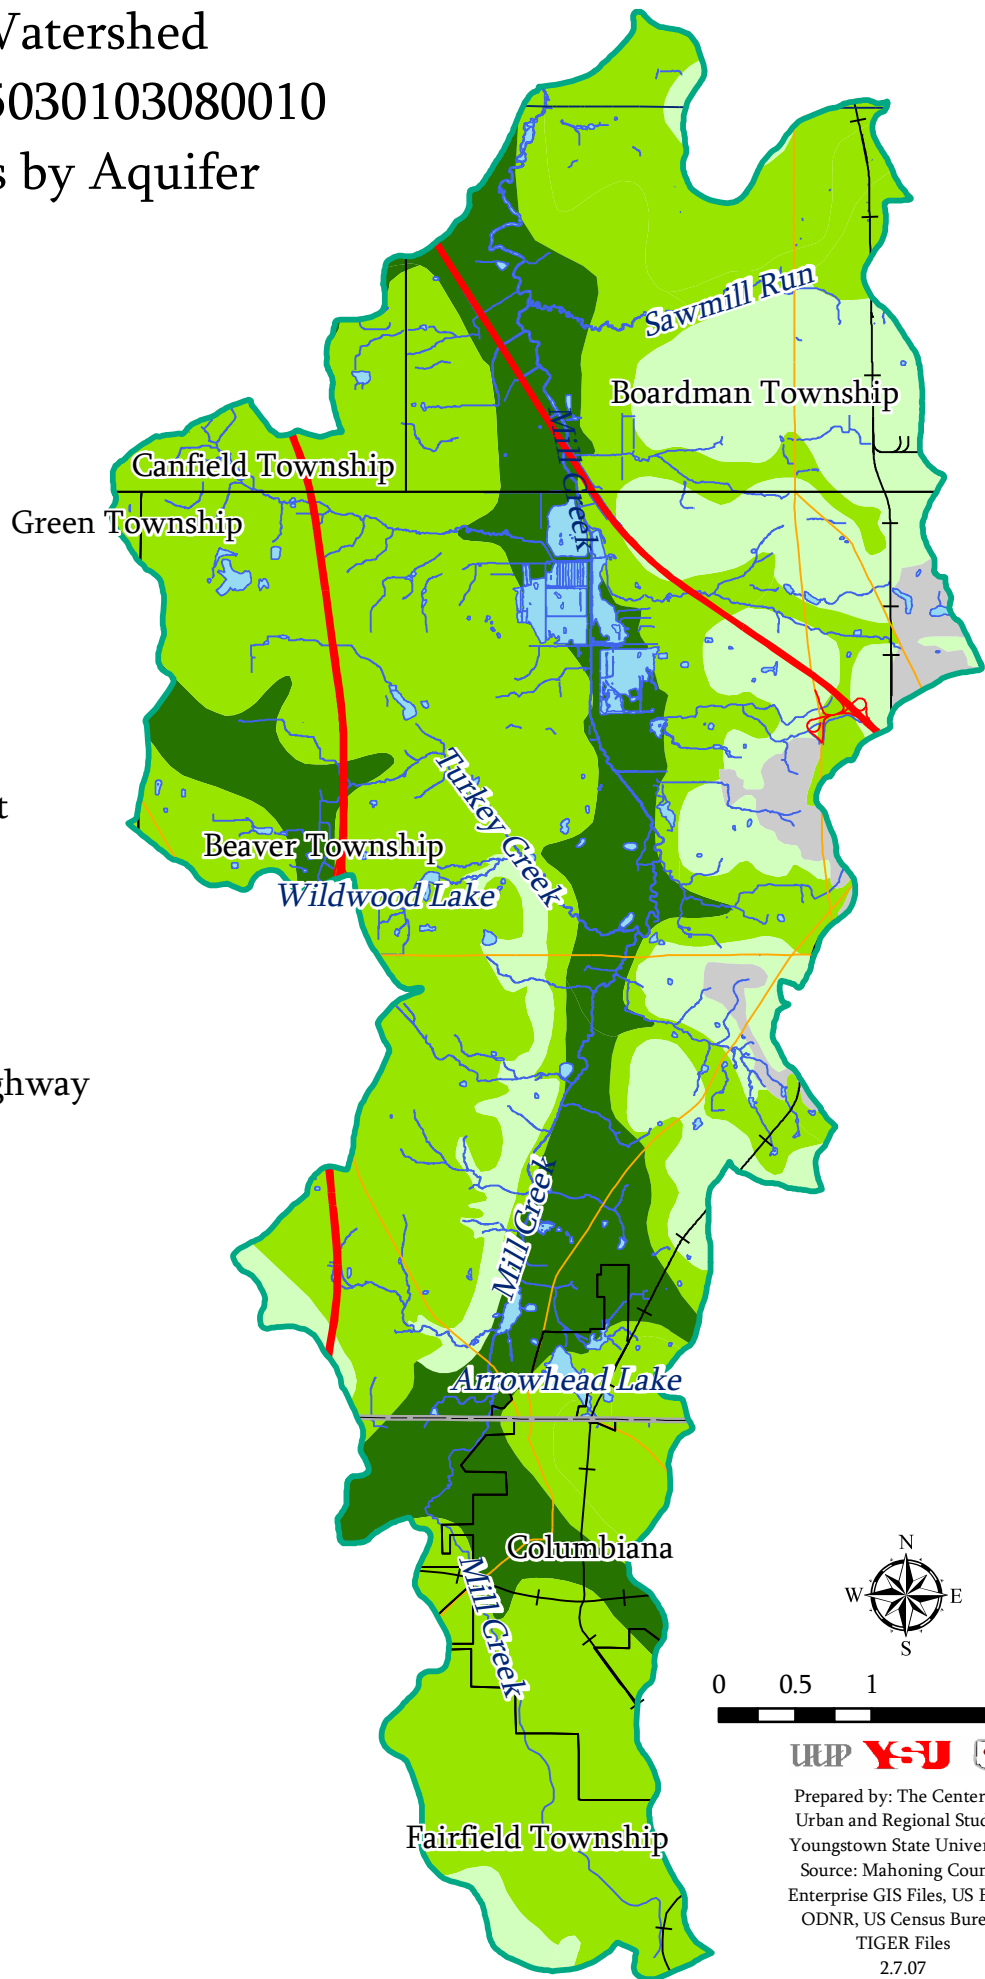 Watershed
5030103080010
s by Aquifer
Sawmill Run
Boardman Township
Mill Creek
Canfield Township
Green Township
Turkey Creek
t
Beaver Township
Wildwood Lake
ghway
Mill Creek
Arrowhead Lake
Columbiana
Mill Creek
N
W E
S
0 0.5 1
UUP YSU
Fairfield Township
Prepared by: The Center
Urban and Regional Stud
Youngstown State Univer
Source: Mahoning Coun
Enterprise GIS Files, US E
ODNR, US Census Bure
TIGER Files
2.7.07